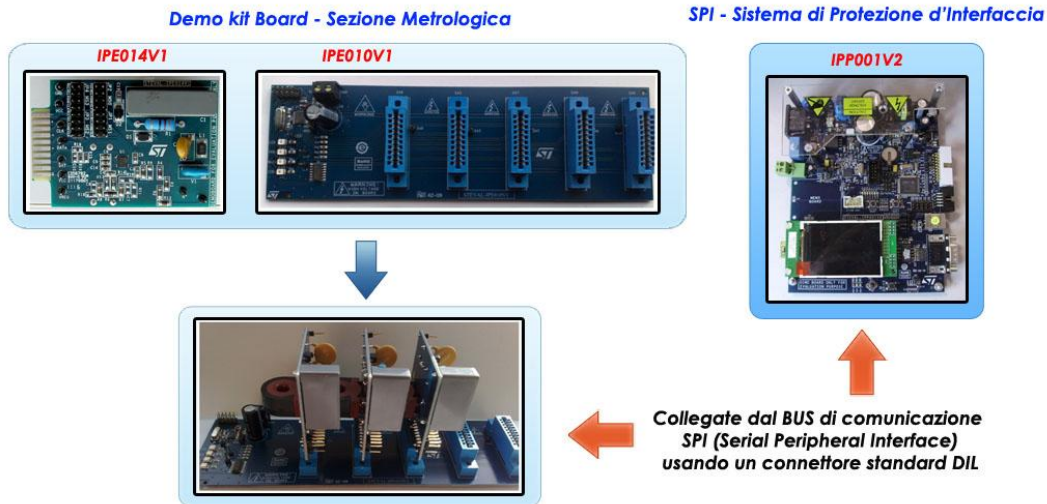 Demo kit Board - Sezione Metrologica
SPI - Sistema di Protezione d'Interfaccia
IPE014V1
IPE010V1
IPP001V2
Collegate dal BUS di comunicazione
SPI (Serial Peripheral Interface)
usando un connettore standard DIL